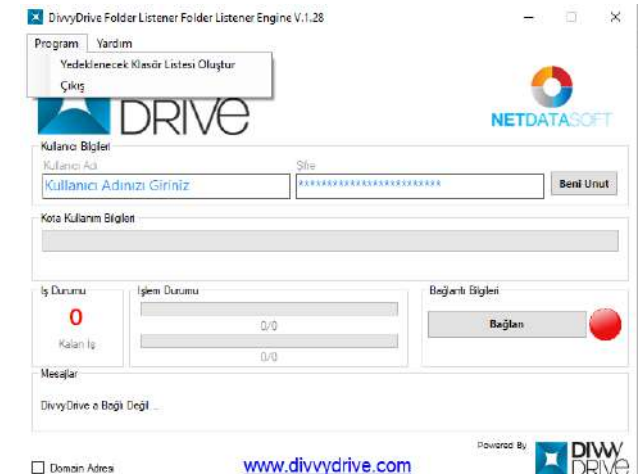 DivvyDrive Folder Listener Folder Listener Engine V.1.28
Program Yardım
Yedeklenecek Klasör Listesi Oluştur
Çıkış
DRIVE
NETDATASOFT
Kullanıcı Bilgileri
Kullanıcı Adı Şifre
Kullanıcı Adınızı Giriniz ************************* Beni Unut
Kota Kullanım Bilgileri
İş Durumu İşlem Durumu Bağlantı Bilgileri
0
0/0
Bağlan
Kalan İş
0/0
Mesajlar
DivvyDrive a Bağlı Değil ...
Powered By
DIVVY
DRIVE
Domain Adresi
www.divvydrive.com